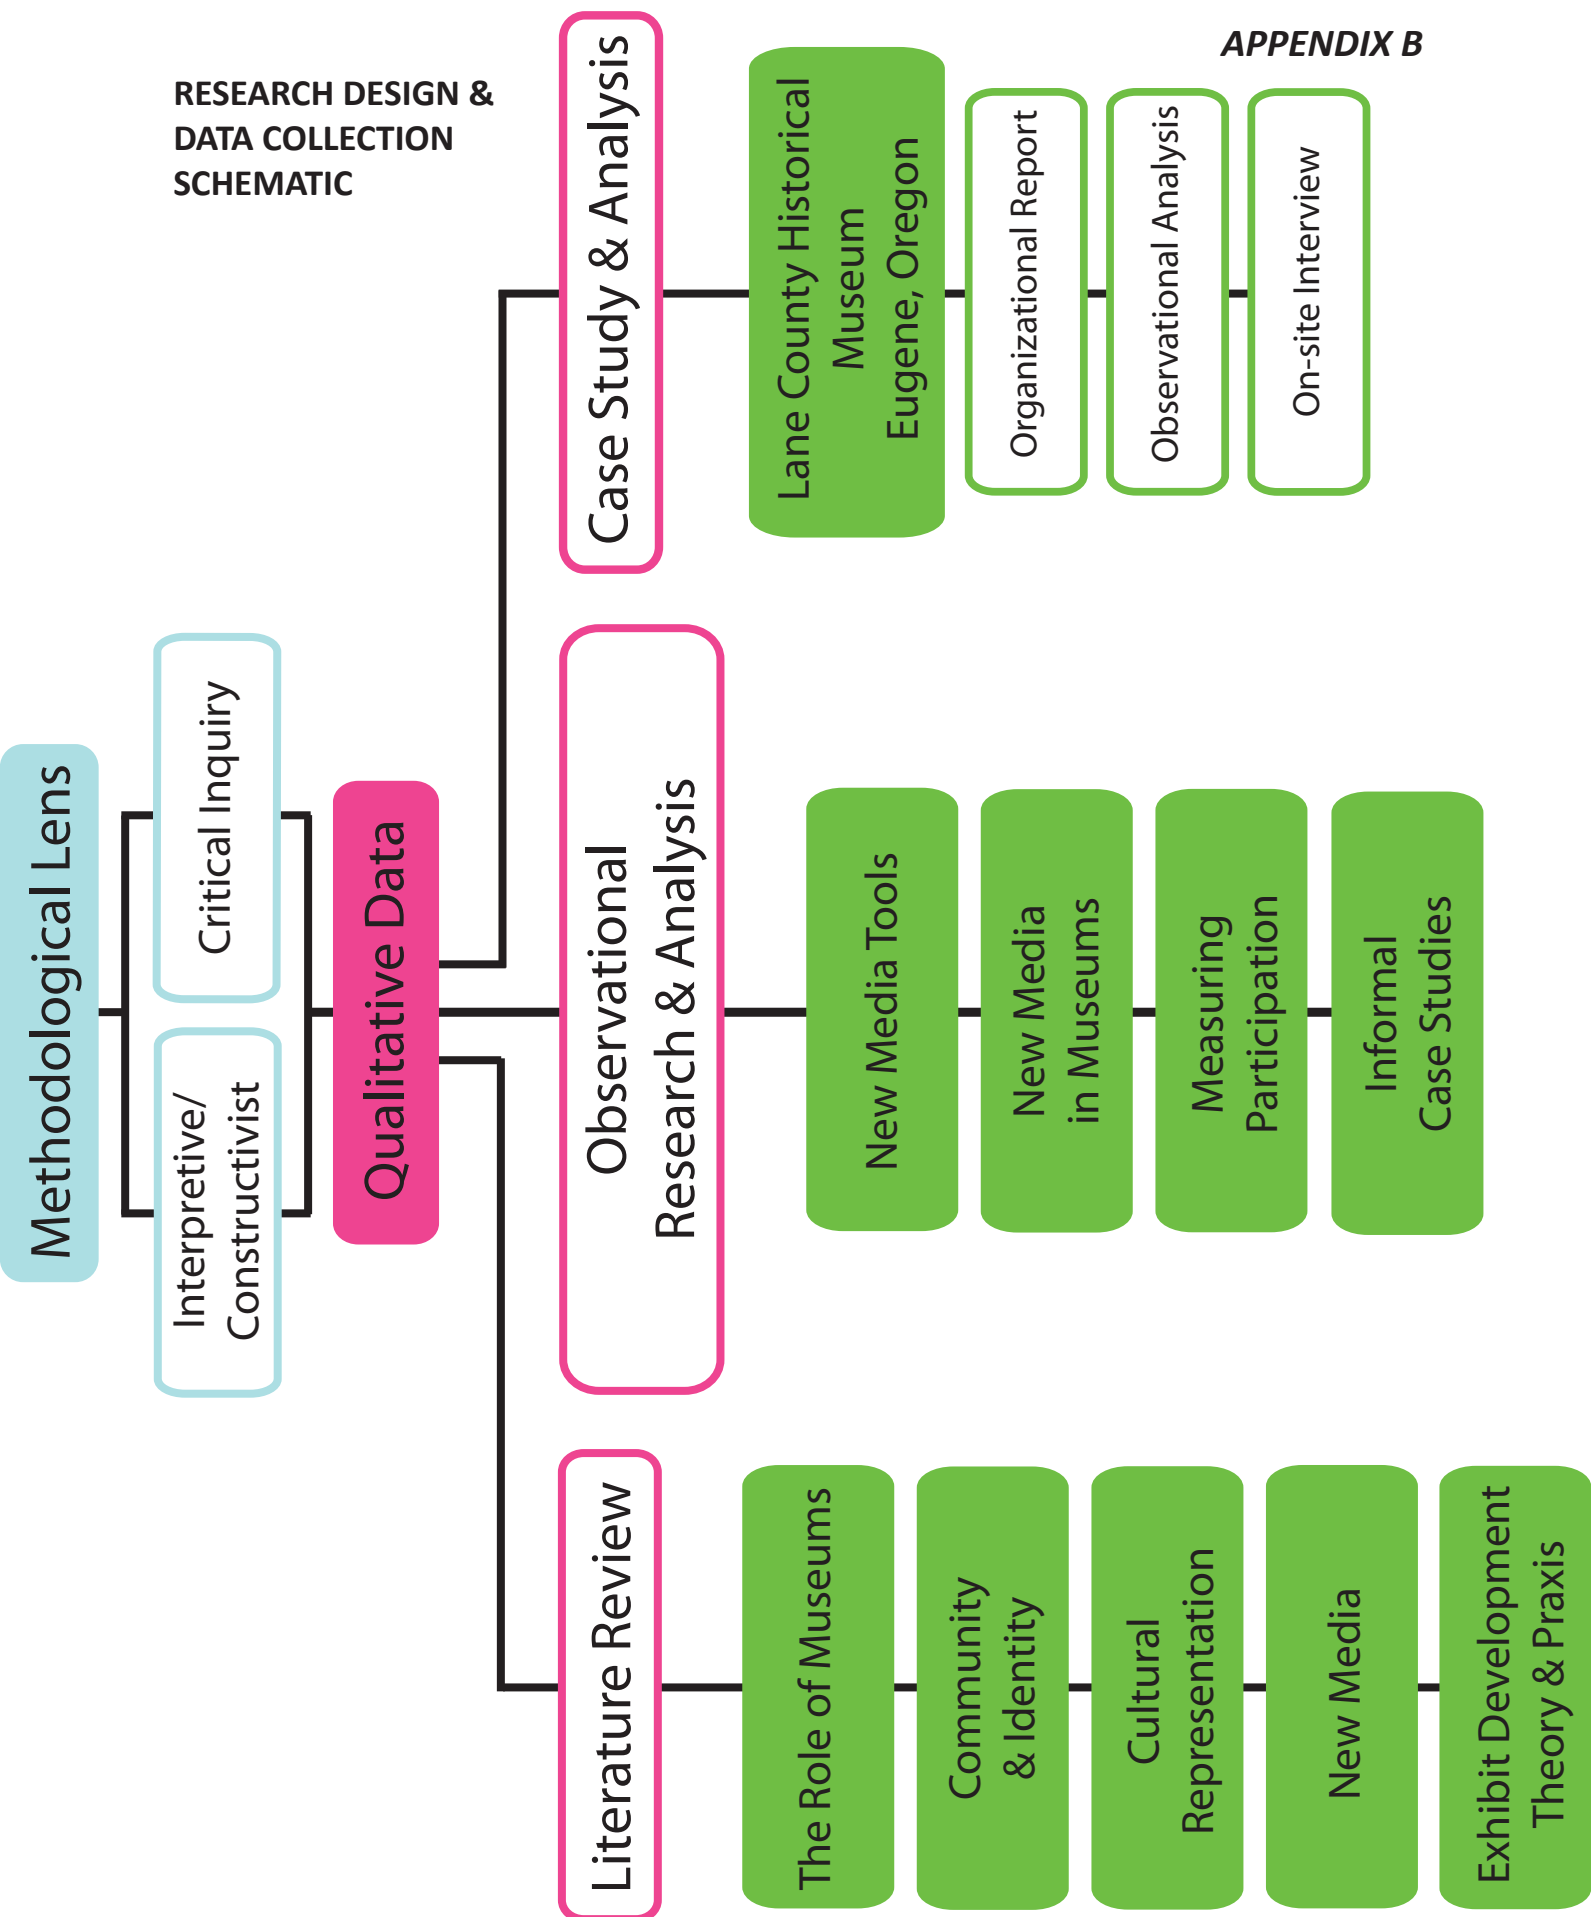 APPENDIX B
RESEARCH DESIGN &
DATA COLLECTION
SCHEMATIC
Methodological Lens
Interpretive/
Constructivist
Critical Inquiry
Qualitative Data
Literature Review
The Role of Museums
Community
& Identity
Cultural
Representation
New Media
Exhibit Development
Theory & Praxis
Observational
Research & Analysis
New Media Tools
New Media
in Museums
Measuring
Participation
Informal
Case Studies
Case Study & Analysis
Lane County Historical
Museum
Eugene, Oregon
Organizational Report
Observational Analysis
On-site Interview